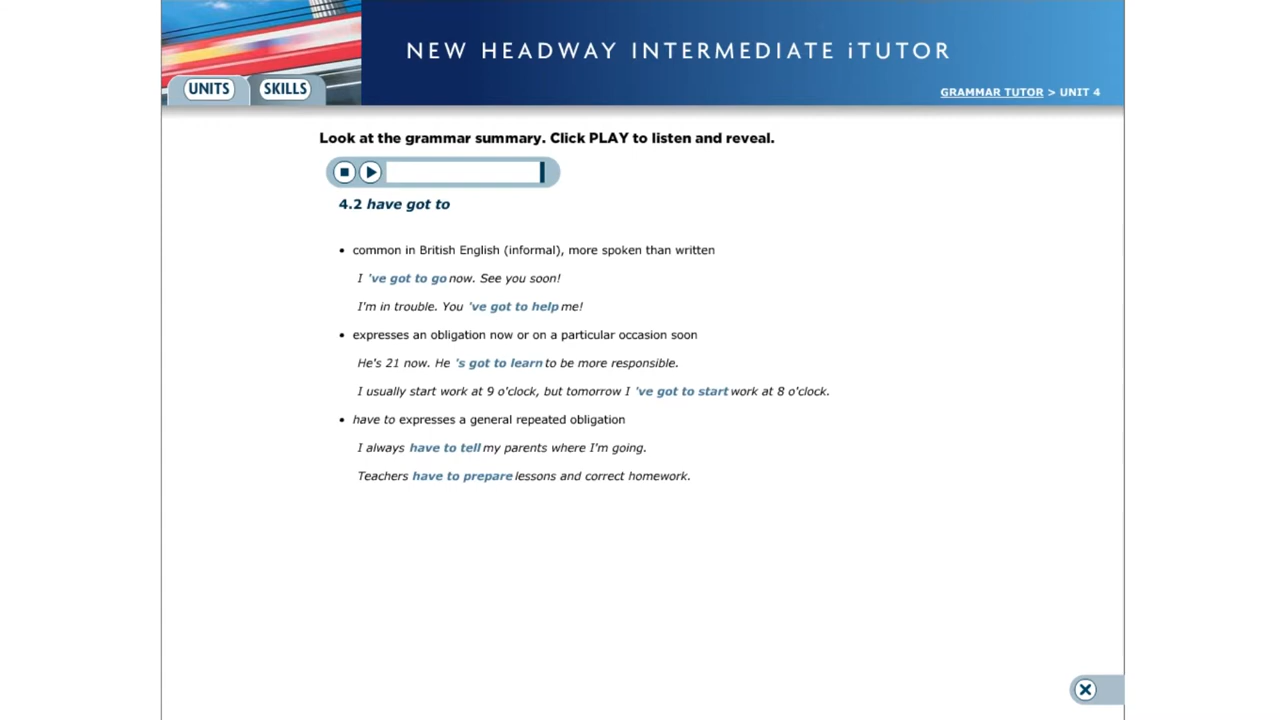 NEW HEADWAY INTERMEDIATE iTUTOR
UNITS SKILLS
GRAMMAR TUTOR > UNIT 4
Look at the grammar summary. Click PLAY to listen and reveal.
4.2 have got to
• common in British English (informal), more spoken than written
I 've got to go now. See you soon!
I'm in trouble. You 've got to help me!
• expresses an obligation now or on a particular occasion soon
He's 21 now. He 's got to learn to be more responsible.
I usually start work at 9 o'clock, but tomorrow I 've got to start work at 8 o'clock.
• have to expresses a general repeated obligation
I always have to tell my parents where I'm going.
Teachers have to prepare lessons and correct homework.